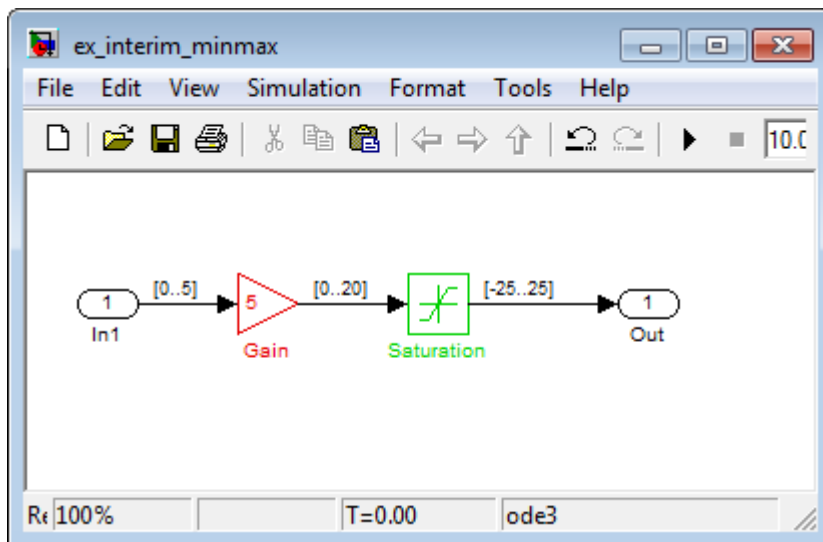 ex_interim_minmax
File Edit View Simulation Format Tools Help
10.0
[0..5] [0..20] [-25..25]
1 5 1
In1 Gain Saturation Out
Re 100% T=0.00 ode3